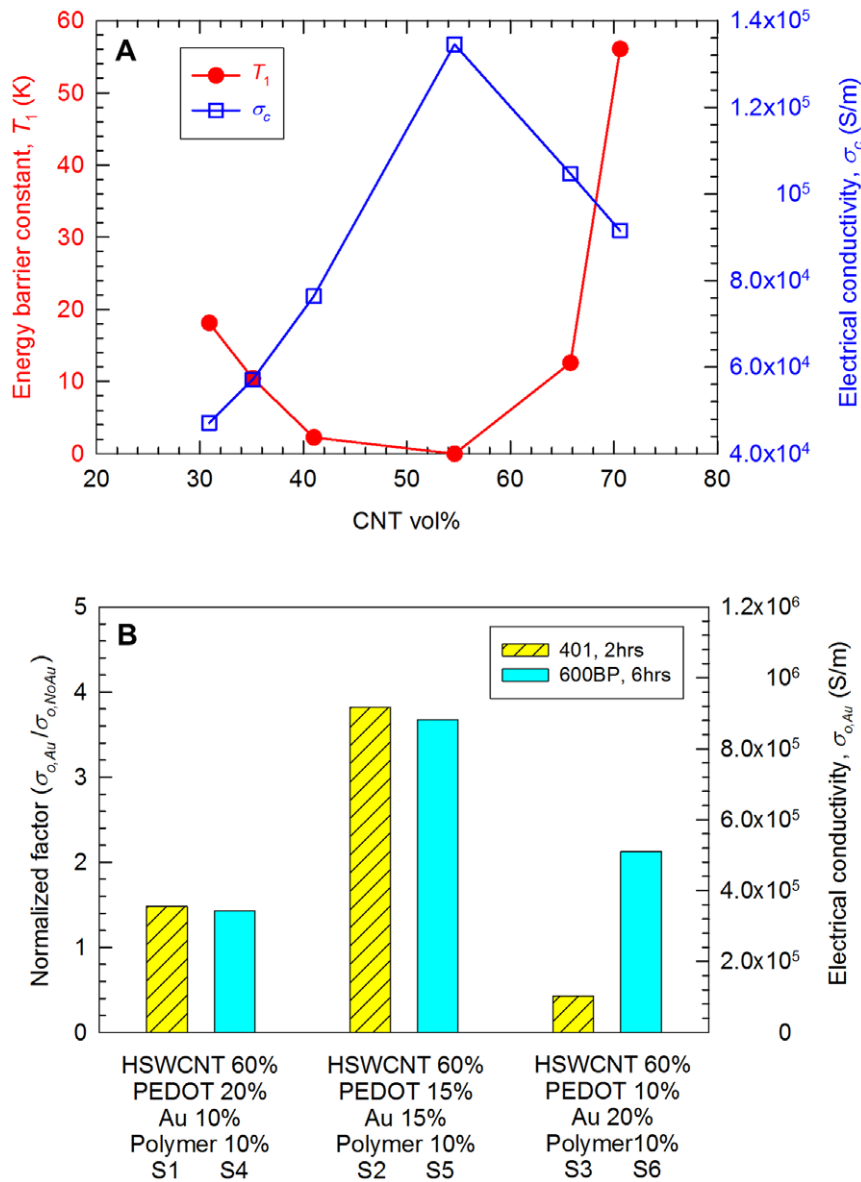 A
T1
σc
60
50
40
30
20
10
0
Energy barrier constant, T1 (K)
1.4x10^5
1.2x10^5
10^5
8.0x10^4
6.0x10^4
4.0x10^4
Electrical conductivity, σc (S/m)
20 30 40 50 60 70 80
CNT vol%
B
401, 2hrs
600BP, 6hrs
5
4
3
2
1
0
Normalized factor (σo,Au/σo,NoAu)
1.2x10^6
10^6
8.0x10^5
6.0x10^5
4.0x10^5
2.0x10^5
0
Electrical conductivity, σo,Au (S/m)
HSWCNT 60% HSWCNT 60% HSWCNT 60%
PEDOT 20% PEDOT 15% PEDOT 10%
Au 10% Au 15% Au 20%
Polymer 10% Polymer 10% Polymer10%
S1 S4 S2 S5 S3 S6